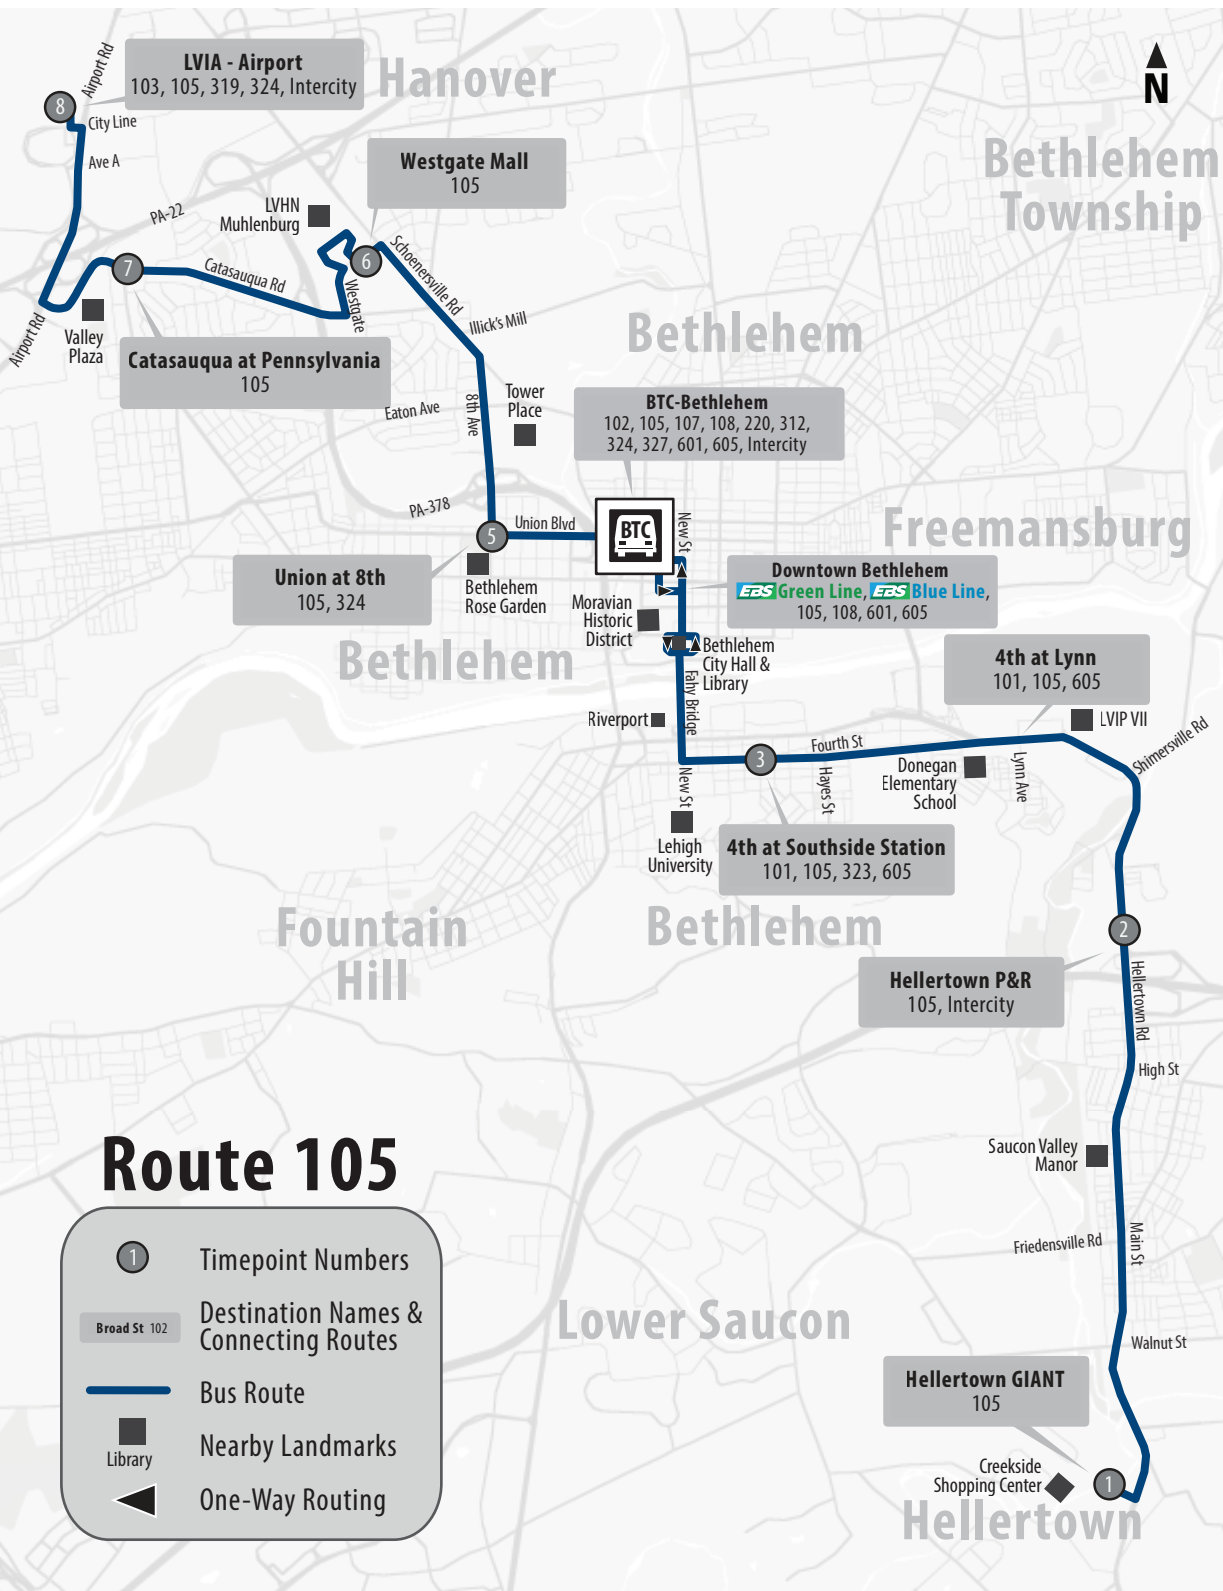 Airport Rd
LVIA - Airport
103, 105, 319, 324, Intercity
Hanover
N
8
City Line
Ave A
Westgate Mall
105
Bethlehem
Township
PA-22
LVHN
Muhlenburg
Schoenersville Rd
6
7
Catasauqua Rd
Westgate
Airport Rd
Valley
Plaza
Illick's Mill
Bethlehem
Catasauqua at Pennsylvania
105
Eaton Ave
8th Ave
Tower
Place
BTC-Bethlehem
102, 105, 107, 108, 220, 312,
324, 327, 601, 605, Intercity
PA-378
5
Union Blvd
BTC
New St
Freemansburg
Union at 8th
105, 324
Bethlehem
Rose Garden
Downtown Bethlehem
EBS Green Line, EBS Blue Line,
105, 108, 601, 605
Moravian
Historic
District
Bethlehem
Bethlehem
City Hall &
Library
Fahy Bridge
4th at Lynn
101, 105, 605
Riverport
LVIP VII
Shimersville Rd
3
Fourth St
Hayes St
Donegan
Elementary
School
Lynn Ave
New St
Lehigh
University
4th at Southside Station
101, 105, 323, 605
Fountain
Hill
Bethlehem
2
Hellertown P&R
105, Intercity
Hellertown Rd
High St
Saucon Valley
Manor
Main St
Friedensville Rd
Lower Saucon
Walnut St
Hellertown GIANT
105
Creekside
Shopping Center
1
Hellertown
Route 105
1
Timepoint Numbers
Broad St 102
Destination Names &
Connecting Routes
Bus Route
Library
Nearby Landmarks
One-Way Routing